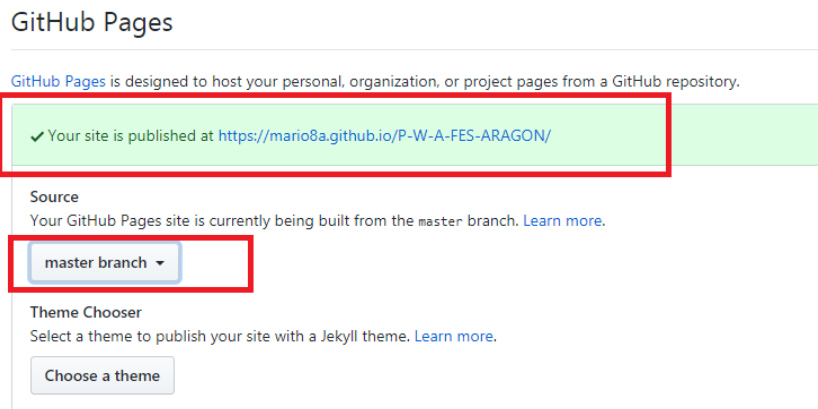 GitHub Pages
GitHub Pages is designed to host your personal, organization, or project pages from a GitHub repository.
✓ Your site is published at https://mario8a.github.io/P-W-A-FES-ARAGON/
Source
Your GitHub Pages site is currently being built from the master branch. Learn more.
master branch
Theme Chooser
Select a theme to publish your site with a Jekyll theme. Learn more.
Choose a theme